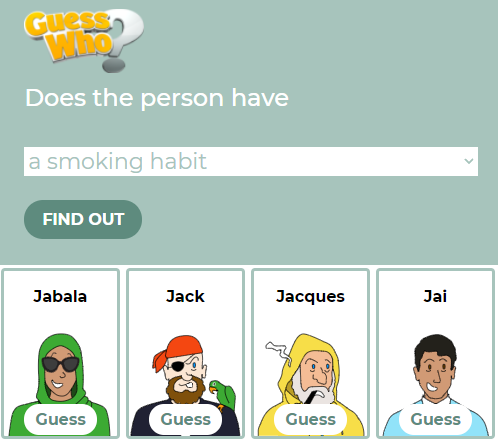 Guess
Who?
Does the person have
a smoking habit
FIND OUT
Jabala Jack Jacques Jai
Guess Guess Guess Guess